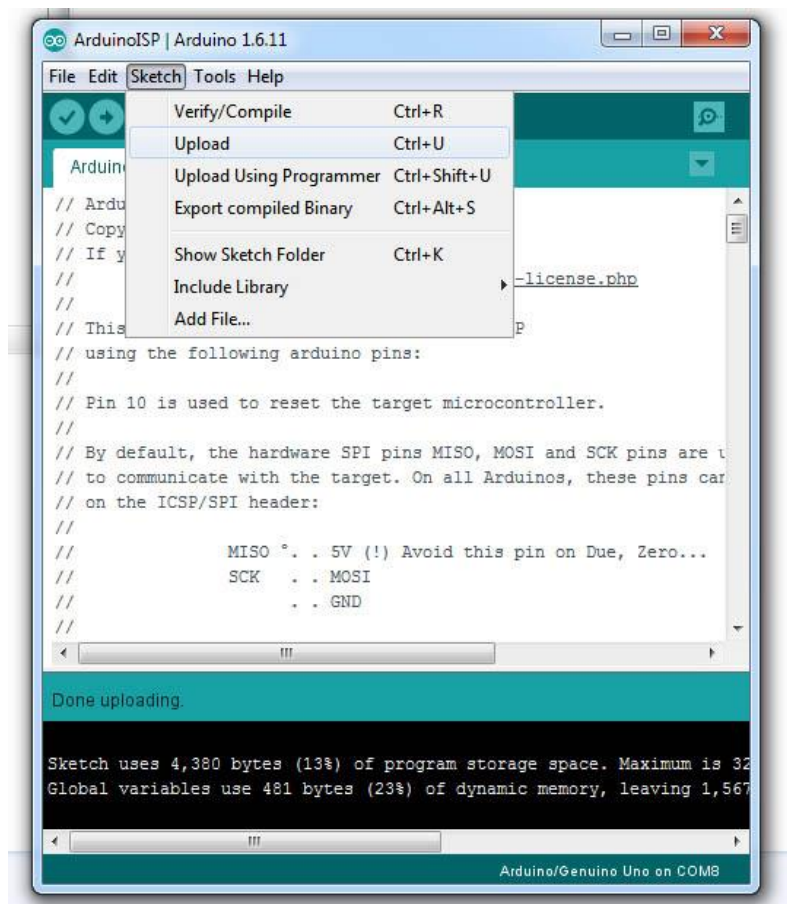 ArduinoISP | Arduino 1.6.11
File Edit Sketch Tools Help
Verify/Compile Ctrl+R
Upload Ctrl+U
Upload Using Programmer Ctrl+Shift+U
Export compiled Binary Ctrl+Alt+S
Show Sketch Folder Ctrl+K
Include Library
Add File...
Arduin
// Ardu
// Copy
// If y
// -license.php
//
// This P
// using the following arduino pins:
//
// Pin 10 is used to reset the target microcontroller.
//
// By default, the hardware SPI pins MISO, MOSI and SCK pins are
// to communicate with the target. On all Arduinos, these pins
// on the ICSP/SPI header:
//
// MISO °. . 5V (!) Avoid this pin on Due, Zero...
// SCK . . MOSI
// . . GND
//
Done uploading.
Sketch uses 4,380 bytes (13%) of program storage space. Maximum is 32
Global variables use 481 bytes (23%) of dynamic memory, leaving 1,567
Arduino/Genuino Uno on COM8